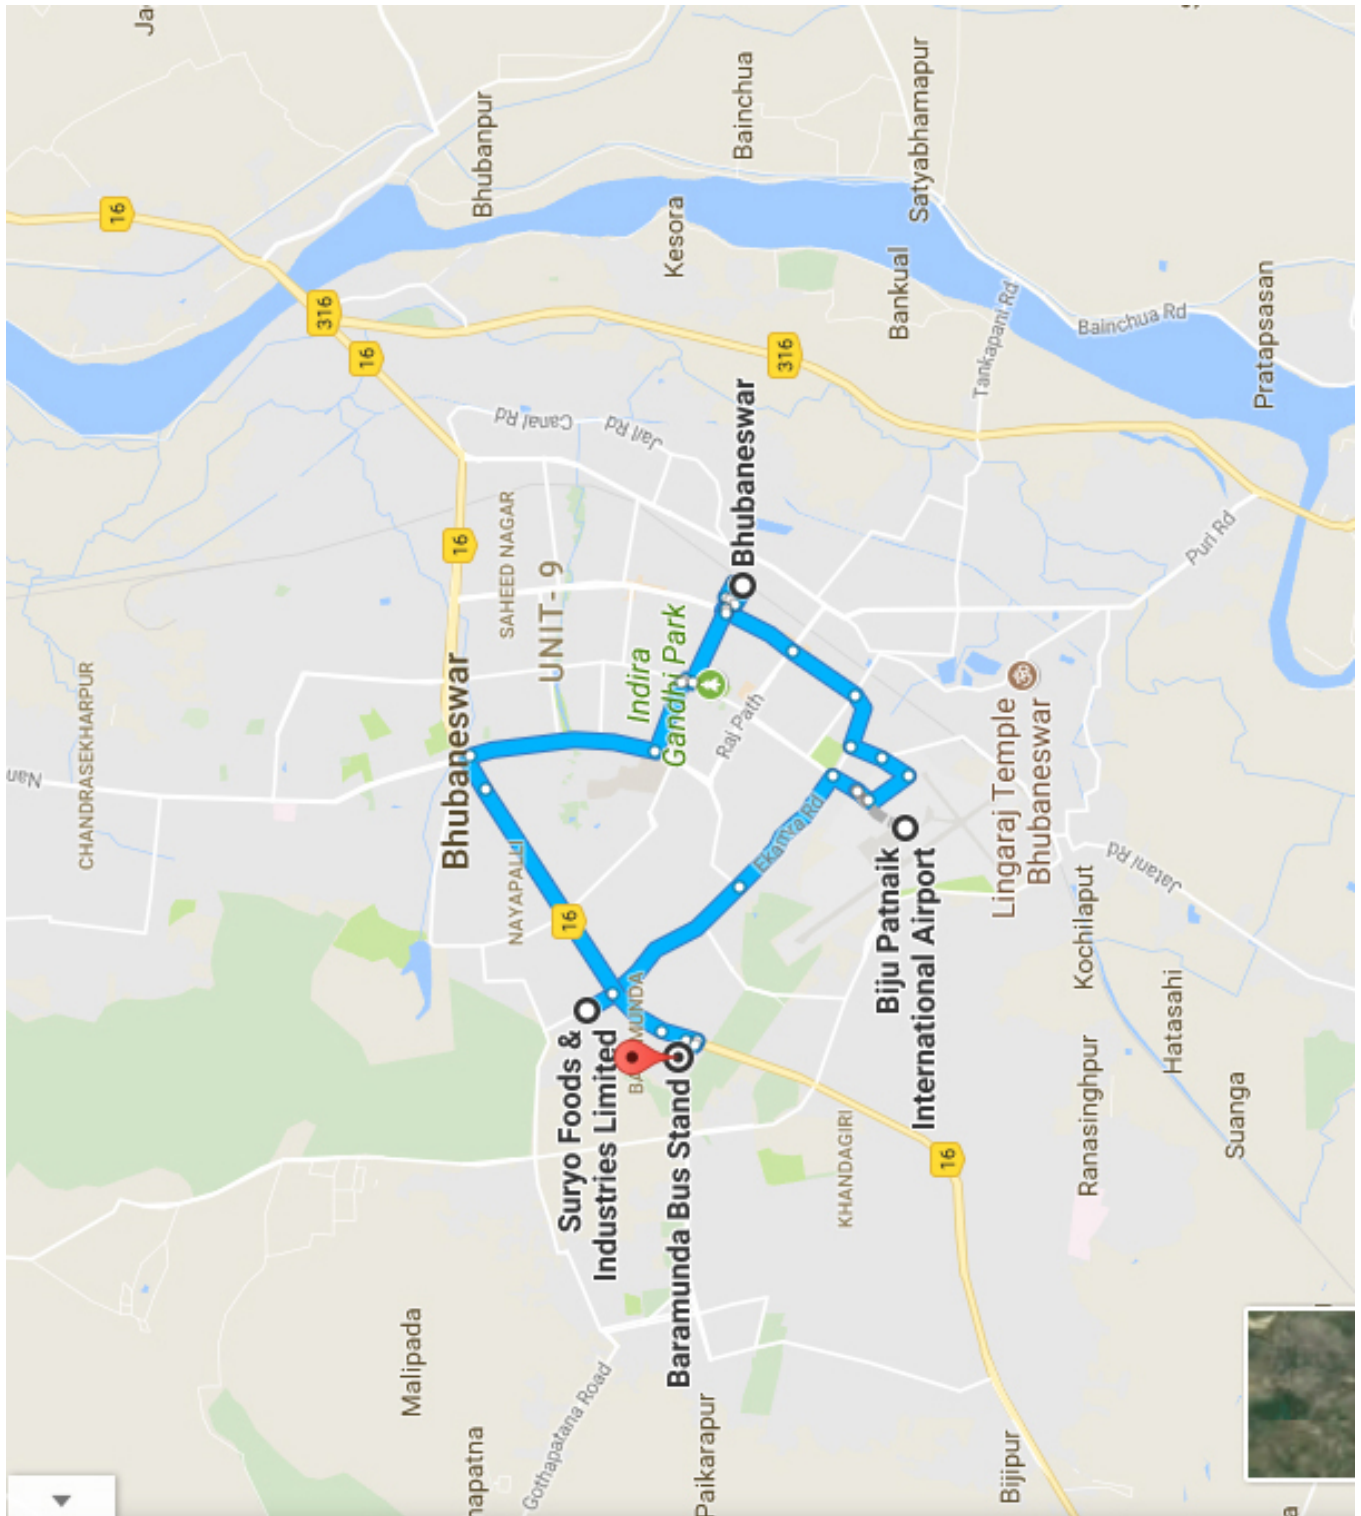 Nan
CHANDRASEKHARPUR
16
316
16
16
Bhubanpur
Bainchua
Satyabhamapur
Kesora
Bankual
Tankapani Rd
Bainchua Rd
Pratapsasan
316
Canal Rd
Jail Rd
SAHEED NAGAR
UNIT- 9
Bhubaneswar
Puri Rd
Bhubaneswar
Indira
Gandhi Park
Raj Path
NAYAPALLI
16
Ekamra Rd
Lingaraj Temple
Bhubaneswar
Biju Patnaik
International Airport
Jatani Rd
Kochilaput
Hatasahi
Suanga
Ranasinghpur
Suryo Foods &
Industries Limited
Baramunda Bus Stand
KHANDAGIRI
16
Malipada
Gothapatana Road
Paikarapur
Bijipur
napatna